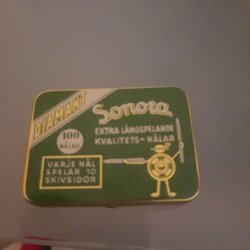 DIAMANT
Sonora
100
NÅLAR
EXTRA LÅNGSPELANDE
KVALITETS-NÅLAR
VARJE NÅL
SPELAR 10
SKIVSIDOR